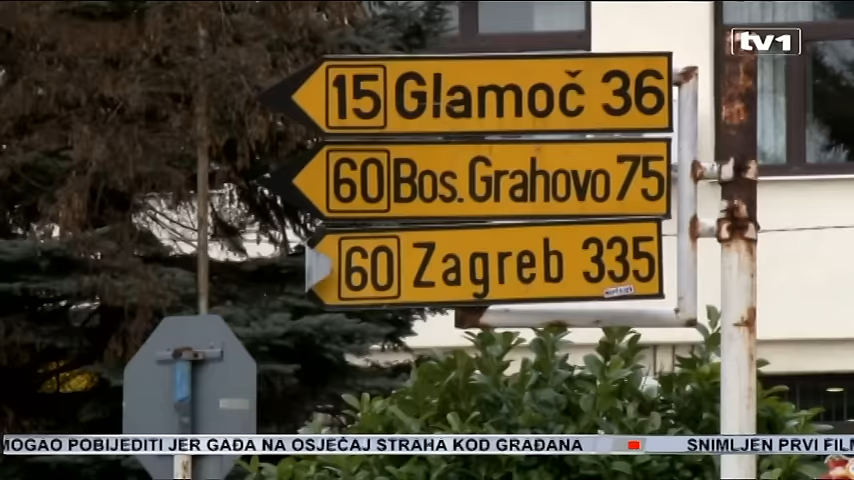 tv1
15 Glamoč 36
60 Bos. Grahovo 75
60 Zagreb 335
MOGAO POBIJEDITI JER GAĐA NA OSJEĆAJ STRAHA KOD GRAĐANA SNIMLJEN PRVI FILM